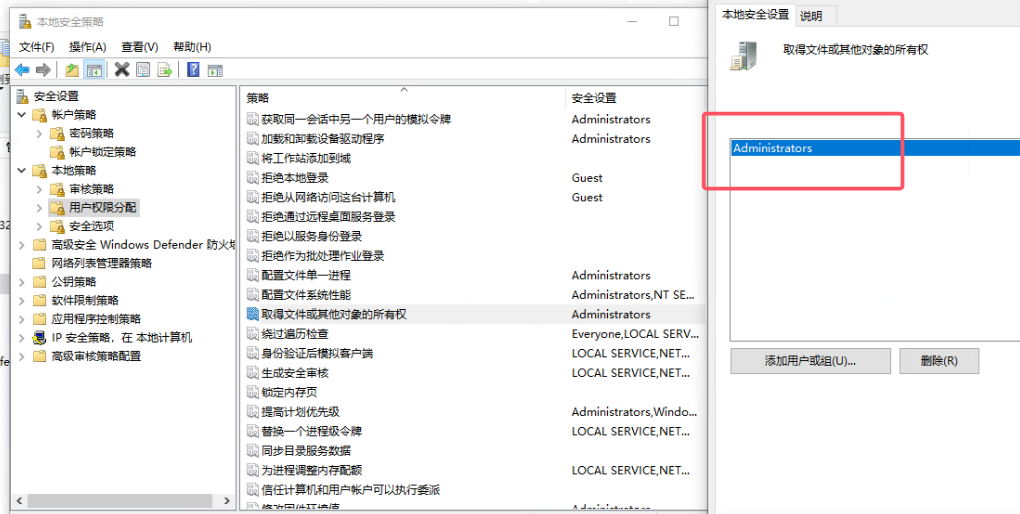 本地安全策略
文件(F) 操作(A) 查看(V) 帮助(H)
安全设置
帐户策略
密码策略
帐户锁定策略
本地策略
审核策略
用户权限分配
安全选项
高级安全 Windows Defender 防火墙
网络列表管理器策略
公钥策略
软件限制策略
应用程序控制策略
IP 安全策略，在 本地计算机
高级审核策略配置
策略 安全设置
获取同一会话中另一个用户的模拟令牌 Administrators
加载和卸载设备驱动程序 Administrators
将工作站添加到域
拒绝本地登录 Guest
拒绝从网络访问这台计算机 Guest
拒绝通过远程桌面服务登录
拒绝以服务身份登录
拒绝作为批处理作业登录
配置文件单一进程 Administrators
配置文件系统性能 Administrators,NT SE...
取得文件或其他对象的所有权 Administrators
绕过遍历检查 Everyone,LOCAL SERV...
身份验证后模拟客户端 LOCAL SERVICE,NET...
生成安全审核 LOCAL SERVICE,NET...
锁定内存页
提高计划优先级 Administrators,Windo...
替换一个进程级令牌 LOCAL SERVICE,NET...
同步目录服务数据
为进程调整内存配额 LOCAL SERVICE,NET...
信任计算机和用户帐户可以执行委派
修改固件环境值 Administrators
本地安全设置 说明
取得文件或其他对象的所有权
Administrators
添加用户或组(U)... 删除(R)